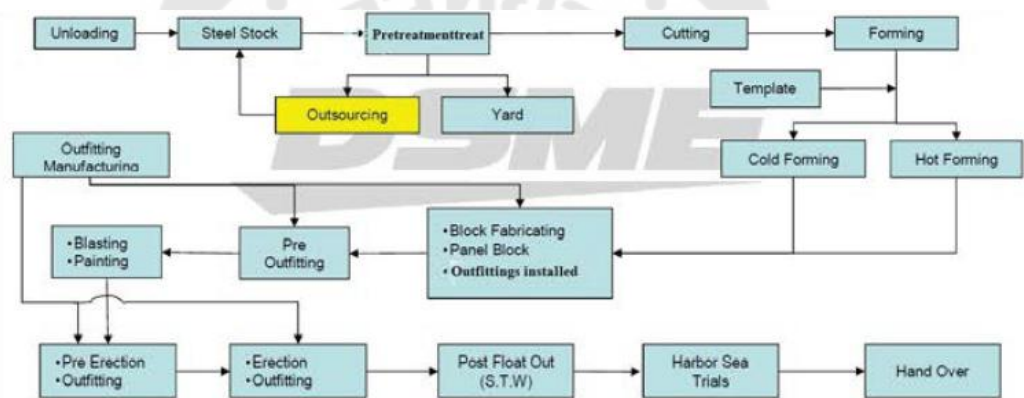 Unloading
Steel Stock
Pretreatmenttreat
Cutting
Forming
Template
Outsourcing
Yard
Outfitting
Manufacturing
Cold Forming
Hot Forming
DSME
•Blasting
•Painting
Pre
Outfitting
•Block Fabricating
•Panel Block
•Outfittings installed
•Pre Erection
•Outfitting
•Erection
•Outfitting
Post Float Out
(S.T.W)
Harbor Sea
Trials
Hand Over